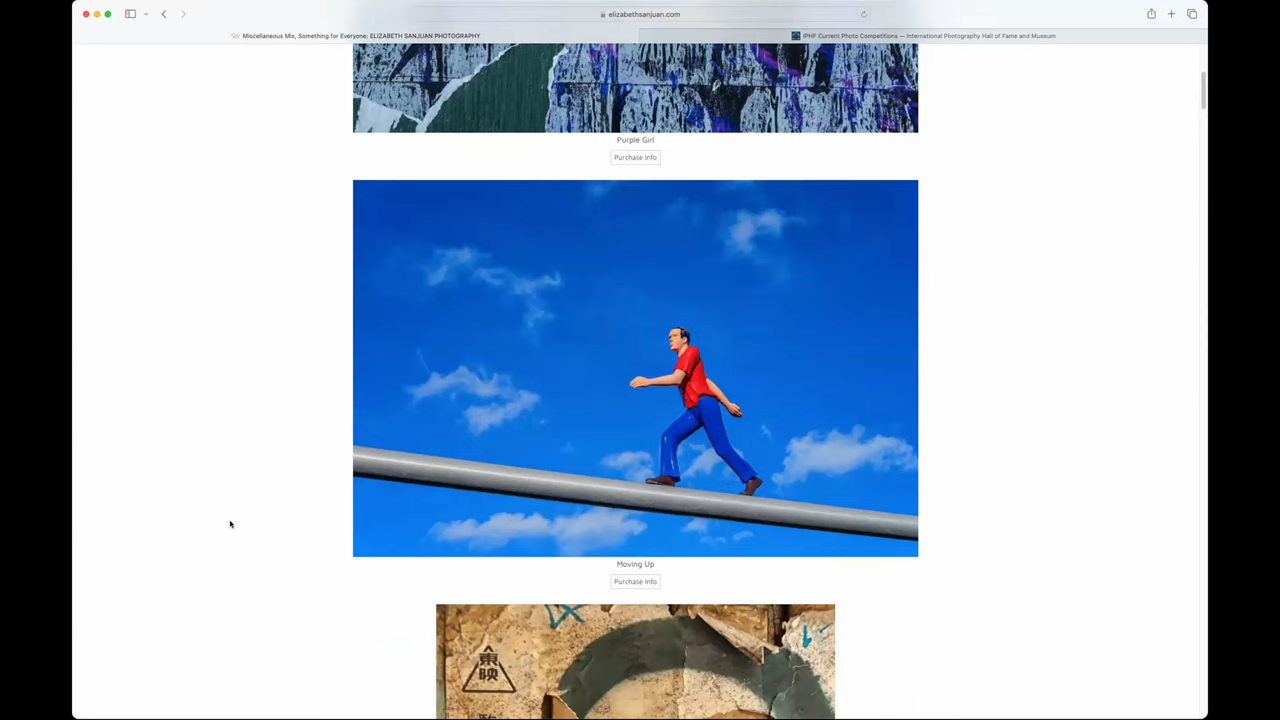 elizabethsanjuan.com
Miscellaneous Mix, Something for Everyone: ELIZABETH SANJUAN PHOTOGRAPHY
IPHF Current Photo Competitions — International Photography Hall of Fame and Museum
Purple Girl
Purchase Info
Moving Up
Purchase Info
東映